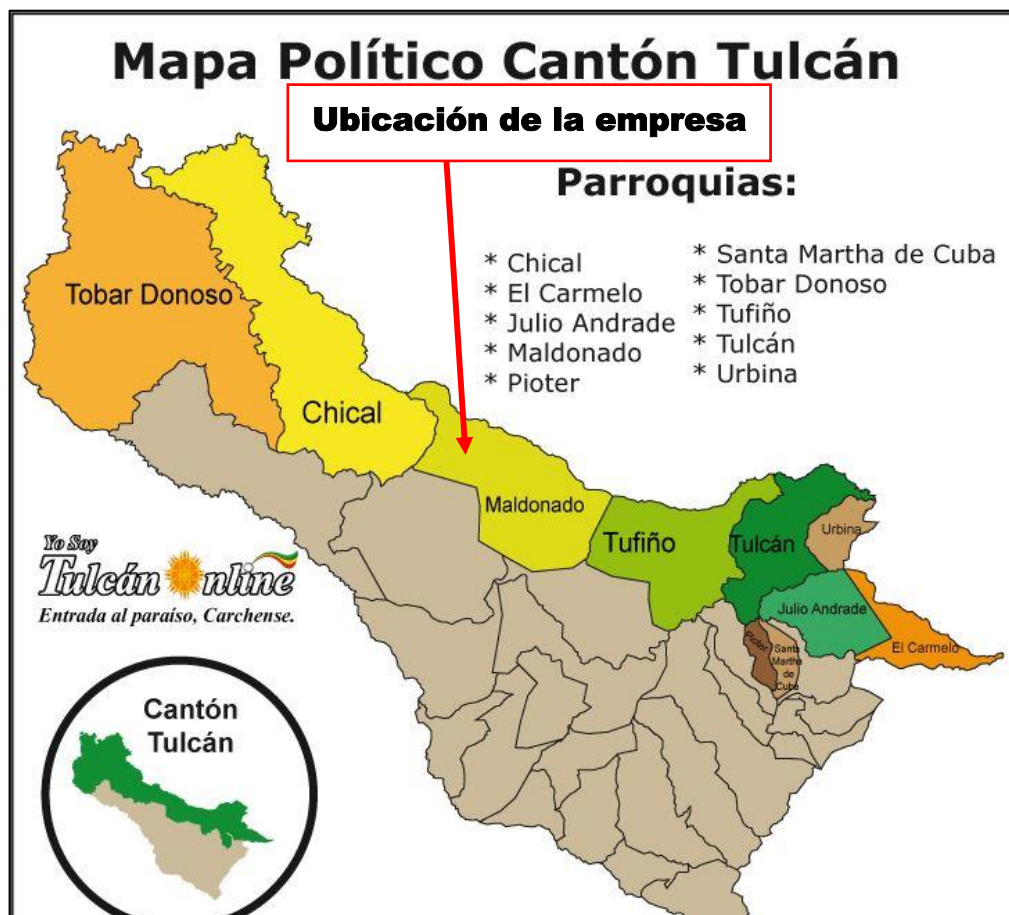 Mapa Político Cantón Tulcán
Ubicación de la empresa
Parroquias:
* Chical
* El Carmelo
* Julio Andrade
* Maldonado
* Pioter
* Santa Martha de Cuba
* Tobar Donoso
* Tufiño
* Tulcán
* Urbina
Tobar Donoso
Chical
Maldonado
Tufiño
Tulcán
Urbina
Julio Andrade
El Carmelo
Pioter
Santa
Martha
de
Cuba
Yo Soy
Tulcán Online
Entrada al paraíso, Carchense.
Cantón
Tulcán